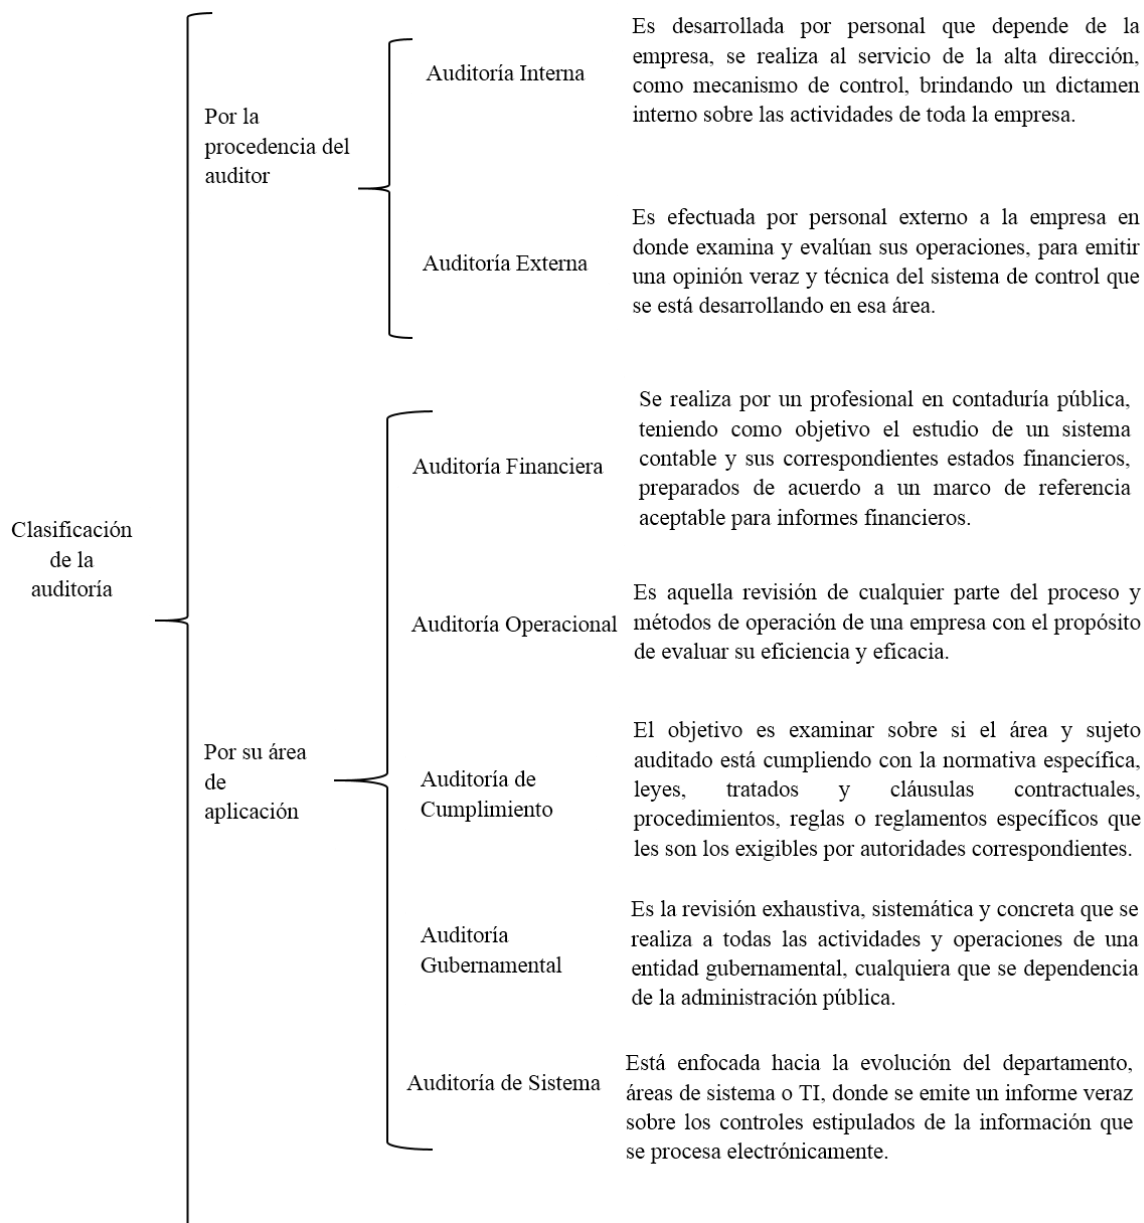 Clasificación
de la
auditoría
Por la
procedencia del
auditor
Auditoría Interna
Es desarrollada por personal que depende de la
empresa, se realiza al servicio de la alta dirección,
como mecanismo de control, brindando un dictamen
interno sobre las actividades de toda la empresa.
Auditoría Externa
Es efectuada por personal externo a la empresa en
donde examina y evalúan sus operaciones, para emitir
una opinión veraz y técnica del sistema de control que
se está desarrollando en esa área.
Por su área
de
aplicación
Auditoría Financiera
Se realiza por un profesional en contaduría pública,
teniendo como objetivo el estudio de un sistema
contable y sus correspondientes estados financieros,
preparados de acuerdo a un marco de referencia
aceptable para informes financieros.
Auditoría Operacional
Es aquella revisión de cualquier parte del proceso y
métodos de operación de una empresa con el propósito
de evaluar su eficiencia y eficacia.
Auditoría de
Cumplimiento
El objetivo es examinar sobre si el área y sujeto
auditado está cumpliendo con la normativa específica,
leyes, tratados y cláusulas contractuales,
procedimientos, reglas o reglamentos específicos que
les son los exigibles por autoridades correspondientes.
Auditoría
Gubernamental
Es la revisión exhaustiva, sistemática y concreta que se
realiza a todas las actividades y operaciones de una
entidad gubernamental, cualquiera que se dependencia
de la administración pública.
Auditoría de Sistema
Está enfocada hacia la evolución del departamento,
áreas de sistema o TI, donde se emite un informe veraz
sobre los controles estipulados de la información que
se procesa electrónicamente.